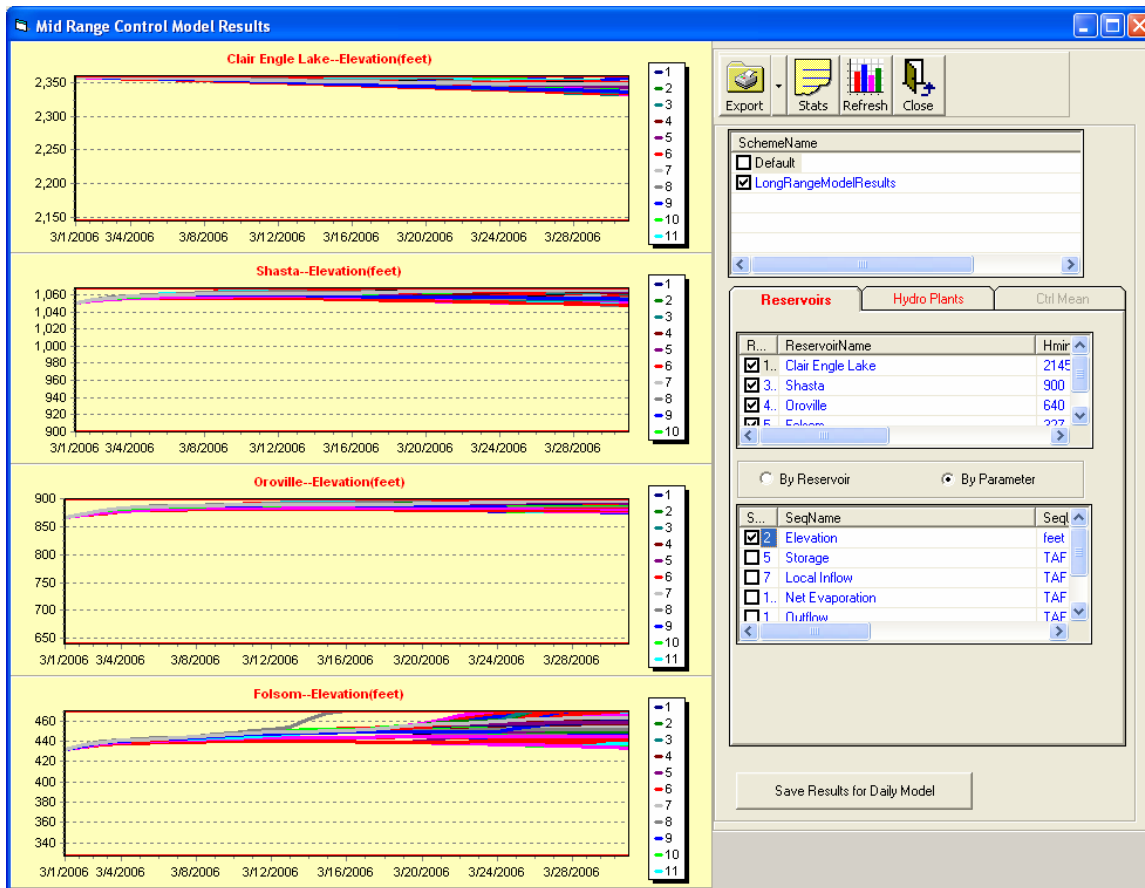 Mid Range Control Model Results
Clair Engle Lake--Elevation(feet)
2,350
2,300
2,250
2,200
2,150
3/1/2006 3/4/2006 3/8/2006 3/12/2006 3/16/2006 3/20/2006 3/24/2006 3/28/2006
1
2
3
4
5
6
7
8
9
10
11
Shasta--Elevation(feet)
1,060
1,040
1,020
1,000
980
960
940
920
900
3/1/2006 3/4/2006 3/8/2006 3/12/2006 3/16/2006 3/20/2006 3/24/2006 3/28/2006
1
2
3
4
5
6
7
8
9
10
Oroville--Elevation(feet)
900
850
800
750
700
650
3/1/2006 3/4/2006 3/8/2006 3/12/2006 3/16/2006 3/20/2006 3/24/2006 3/28/2006
1
2
3
4
5
6
7
8
9
10
11
Folsom--Elevation(feet)
460
440
420
400
380
360
340
3/1/2006 3/4/2006 3/8/2006 3/12/2006 3/16/2006 3/20/2006 3/24/2006 3/28/2006
1
2
3
4
5
6
7
8
9
10
11
Export Stats Refresh Close
SchemeName
Default
LongRangeModelResults
Reservoirs Hydro Plants Ctrl Mean
R... ReservoirName Hmin
1.. Clair Engle Lake 2145
3.. Shasta 900
4.. Oroville 640
5.. Folsom 327
By Reservoir By Parameter
S... SeqName SeqU
2 Elevation feet
5 Storage TAF
7 Local Inflow TAF
1.. Net Evaporation TAF
1 Outflow TAF
Save Results for Daily Model